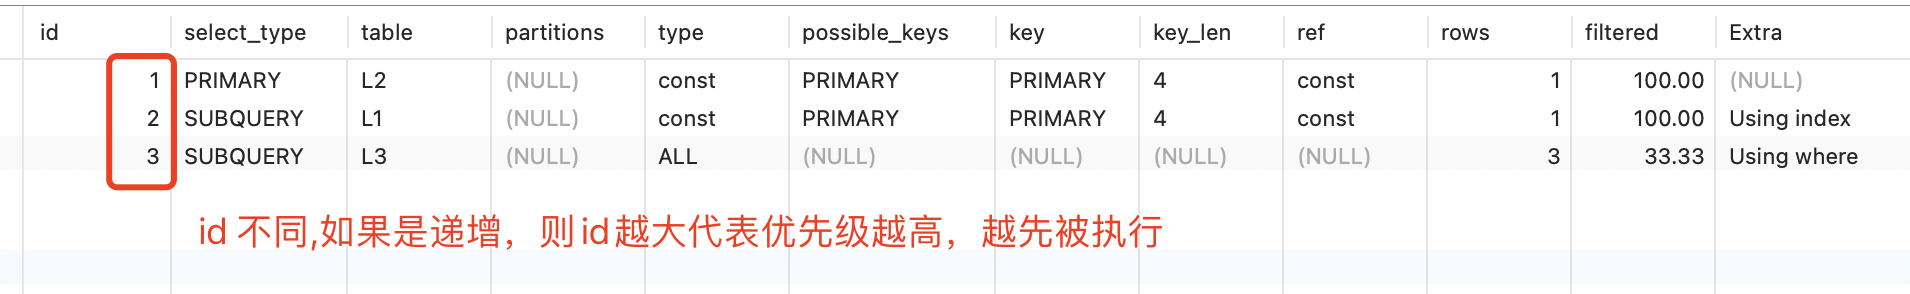 id select_type table partitions type possible_keys key key_len ref rows filtered Extra
1 PRIMARY L2 (NULL) const PRIMARY PRIMARY 4 const 1 100.00 (NULL)
2 SUBQUERY L1 (NULL) const PRIMARY PRIMARY 4 const 1 100.00 Using index
3 SUBQUERY L3 (NULL) ALL (NULL) (NULL) (NULL) (NULL) 3 33.33 Using where
id 不同,如果是递增，则id越大代表优先级越高，越先被执行